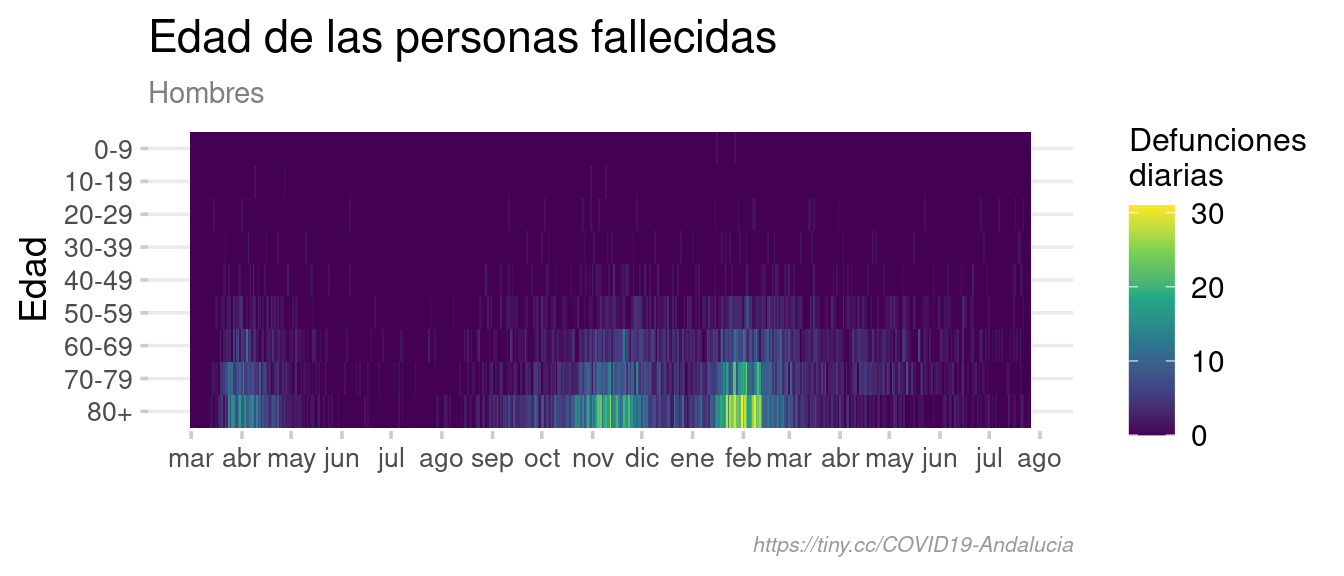 Edad de las personas fallecidas
Hombres
Defunciones
diarias
30
20
10
0
Edad
0-9
10-19
20-29
30-39
40-49
50-59
60-69
70-79
80+
mar abr may jun jul ago sep oct nov dic ene feb mar abr may jun jul ago
https://tiny.cc/COVID19-Andalucia